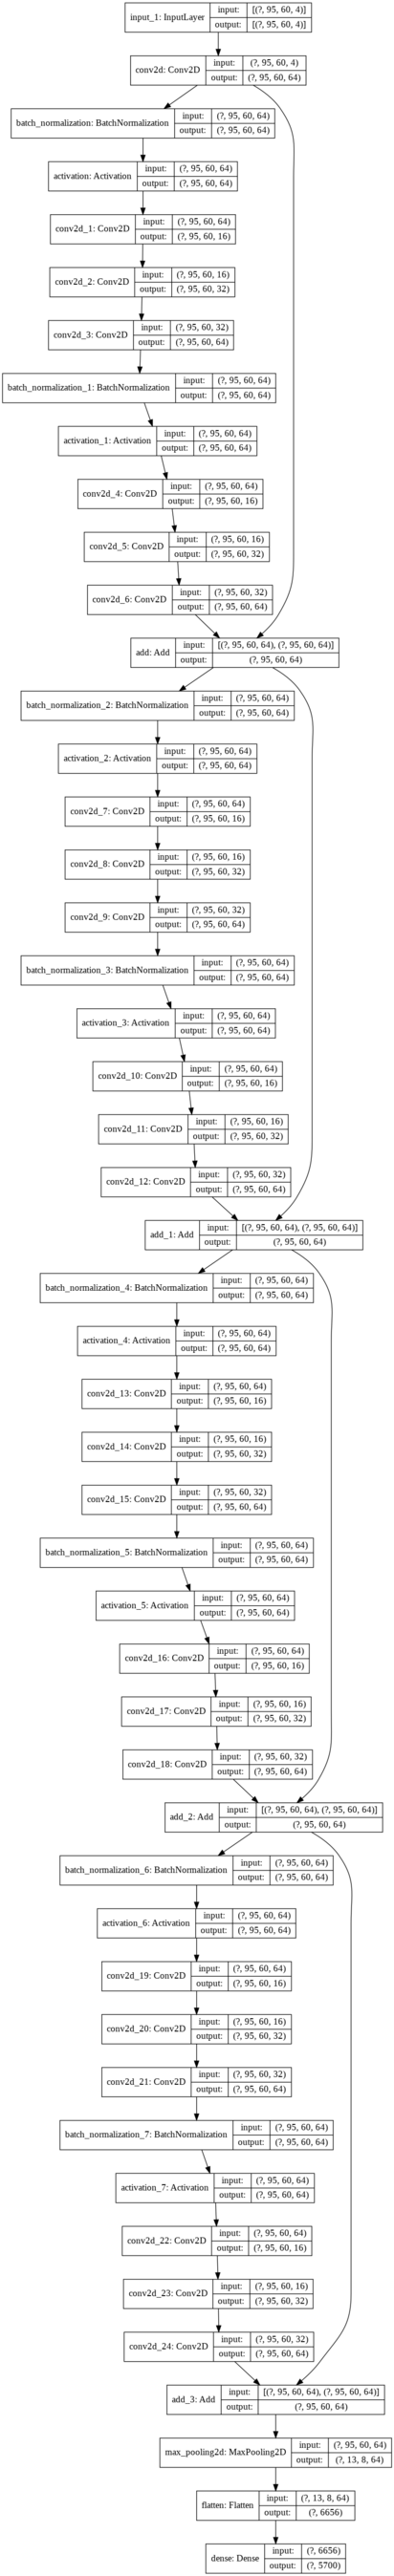 input_1: InputLayer
input: [(?, 95, 60, 4)]
output: [(?, 95, 60, 4)]
conv2d: Conv2D
input: (?, 95, 60, 4)
output: (?, 95, 60, 64)
batch_normalization: BatchNormalization
input: (?, 95, 60, 64)
output: (?, 95, 60, 64)
activation: Activation
input: (?, 95, 60, 64)
output: (?, 95, 60, 64)
conv2d_1: Conv2D
input: (?, 95, 60, 64)
output: (?, 95, 60, 16)
conv2d_2: Conv2D
input: (?, 95, 60, 16)
output: (?, 95, 60, 32)
conv2d_3: Conv2D
input: (?, 95, 60, 32)
output: (?, 95, 60, 64)
batch_normalization_1: BatchNormalization
input: (?, 95, 60, 64)
output: (?, 95, 60, 64)
activation_1: Activation
input: (?, 95, 60, 64)
output: (?, 95, 60, 64)
conv2d_4: Conv2D
input: (?, 95, 60, 64)
output: (?, 95, 60, 16)
conv2d_5: Conv2D
input: (?, 95, 60, 16)
output: (?, 95, 60, 32)
conv2d_6: Conv2D
input: (?, 95, 60, 32)
output: (?, 95, 60, 64)
add: Add
input: [(?, 95, 60, 64), (?, 95, 60, 64)]
output: (?, 95, 60, 64)
batch_normalization_2: BatchNormalization
input: (?, 95, 60, 64)
output: (?, 95, 60, 64)
activation_2: Activation
input: (?, 95, 60, 64)
output: (?, 95, 60, 64)
conv2d_7: Conv2D
input: (?, 95, 60, 64)
output: (?, 95, 60, 16)
conv2d_8: Conv2D
input: (?, 95, 60, 16)
output: (?, 95, 60, 32)
conv2d_9: Conv2D
input: (?, 95, 60, 32)
output: (?, 95, 60, 64)
batch_normalization_3: BatchNormalization
input: (?, 95, 60, 64)
output: (?, 95, 60, 64)
activation_3: Activation
input: (?, 95, 60, 64)
output: (?, 95, 60, 64)
conv2d_10: Conv2D
input: (?, 95, 60, 64)
output: (?, 95, 60, 16)
conv2d_11: Conv2D
input: (?, 95, 60, 16)
output: (?, 95, 60, 32)
conv2d_12: Conv2D
input: (?, 95, 60, 32)
output: (?, 95, 60, 64)
add_1: Add
input: [(?, 95, 60, 64), (?, 95, 60, 64)]
output: (?, 95, 60, 64)
batch_normalization_4: BatchNormalization
input: (?, 95, 60, 64)
output: (?, 95, 60, 64)
activation_4: Activation
input: (?, 95, 60, 64)
output: (?, 95, 60, 64)
conv2d_13: Conv2D
input: (?, 95, 60, 64)
output: (?, 95, 60, 16)
conv2d_14: Conv2D
input: (?, 95, 60, 16)
output: (?, 95, 60, 32)
conv2d_15: Conv2D
input: (?, 95, 60, 32)
output: (?, 95, 60, 64)
batch_normalization_5: BatchNormalization
input: (?, 95, 60, 64)
output: (?, 95, 60, 64)
activation_5: Activation
input: (?, 95, 60, 64)
output: (?, 95, 60, 64)
conv2d_16: Conv2D
input: (?, 95, 60, 64)
output: (?, 95, 60, 16)
conv2d_17: Conv2D
input: (?, 95, 60, 16)
output: (?, 95, 60, 32)
conv2d_18: Conv2D
input: (?, 95, 60, 32)
output: (?, 95, 60, 64)
add_2: Add
input: [(?, 95, 60, 64), (?, 95, 60, 64)]
output: (?, 95, 60, 64)
batch_normalization_6: BatchNormalization
input: (?, 95, 60, 64)
output: (?, 95, 60, 64)
activation_6: Activation
input: (?, 95, 60, 64)
output: (?, 95, 60, 64)
conv2d_19: Conv2D
input: (?, 95, 60, 64)
output: (?, 95, 60, 16)
conv2d_20: Conv2D
input: (?, 95, 60, 16)
output: (?, 95, 60, 32)
conv2d_21: Conv2D
input: (?, 95, 60, 32)
output: (?, 95, 60, 64)
batch_normalization_7: BatchNormalization
input: (?, 95, 60, 64)
output: (?, 95, 60, 64)
activation_7: Activation
input: (?, 95, 60, 64)
output: (?, 95, 60, 64)
conv2d_22: Conv2D
input: (?, 95, 60, 64)
output: (?, 95, 60, 16)
conv2d_23: Conv2D
input: (?, 95, 60, 16)
output: (?, 95, 60, 32)
conv2d_24: Conv2D
input: (?, 95, 60, 32)
output: (?, 95, 60, 64)
add_3: Add
input: [(?, 95, 60, 64), (?, 95, 60, 64)]
output: (?, 95, 60, 64)
max_pooling2d: MaxPooling2D
input: (?, 95, 60, 64)
output: (?, 13, 8, 64)
flatten: Flatten
input: (?, 13, 8, 64)
output: (?, 6656)
dense: Dense
input: (?, 6656)
output: (?, 5700)